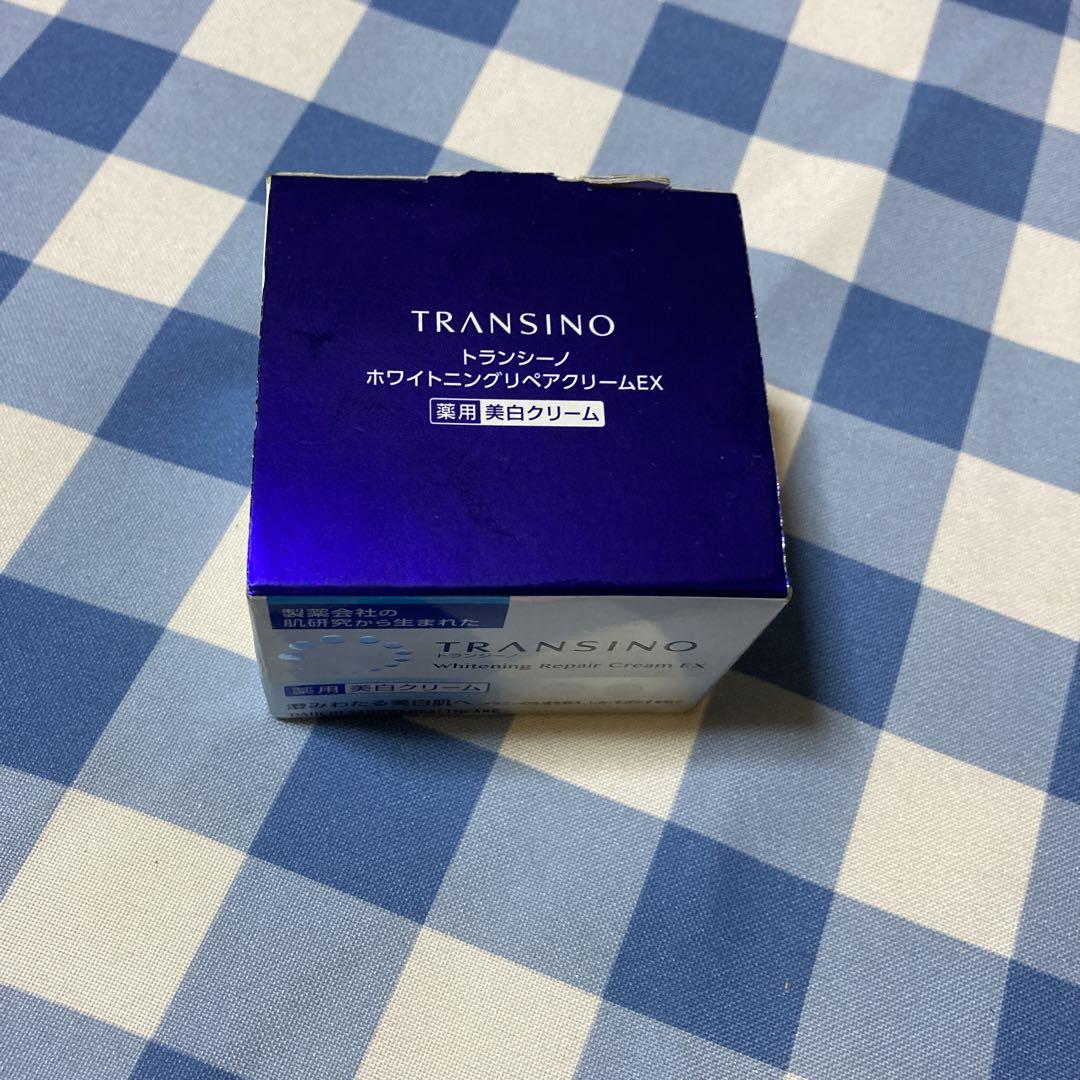 TRANSINO
トランシーノ
ホワイトニングリペアクリームEX
薬用 美白クリーム
製薬会社の
肌研究から生まれた
TRANSINO
トランシーノ
Whitening Repair Cream EX
薬用 美白クリーム
澄みわたる美白肌へ
DAIICHI SANKYO HEALTHCARE